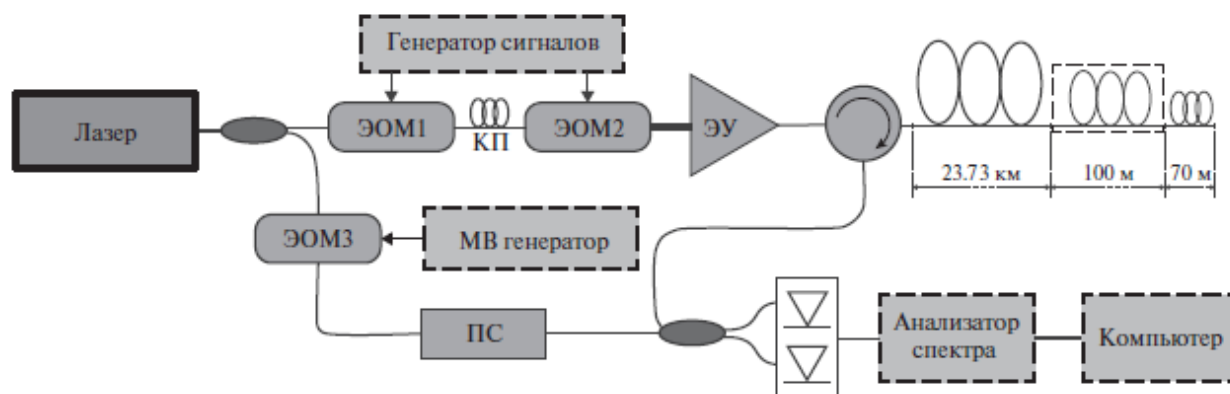 Генератор сигналов
Лазер
ЭОМ1
КП
ЭОМ2
ЭУ
23.73 км
100 м
70 м
ЭОМ3
МВ генератор
ПС
Анализатор
спектра
Компьютер